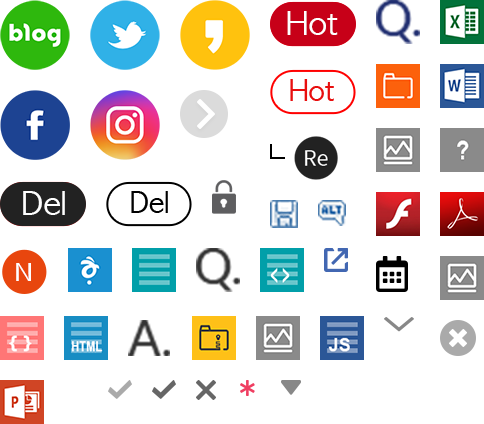 blog
Hot
Q.
X
Hot
W
f
Re
?
Del
Del
ALT
N
Q.
<>
{}
HTML
A.
JS
P
*